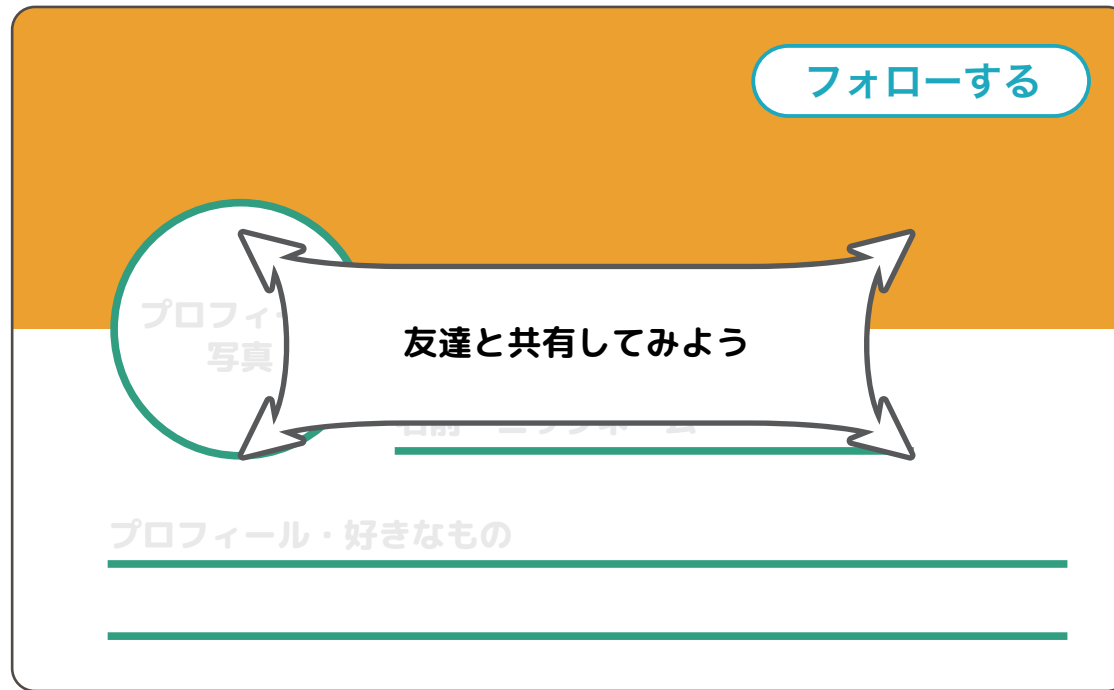 フォローする
プロフィー
写真
友達と共有してみよう
プロフィール・好きなもの